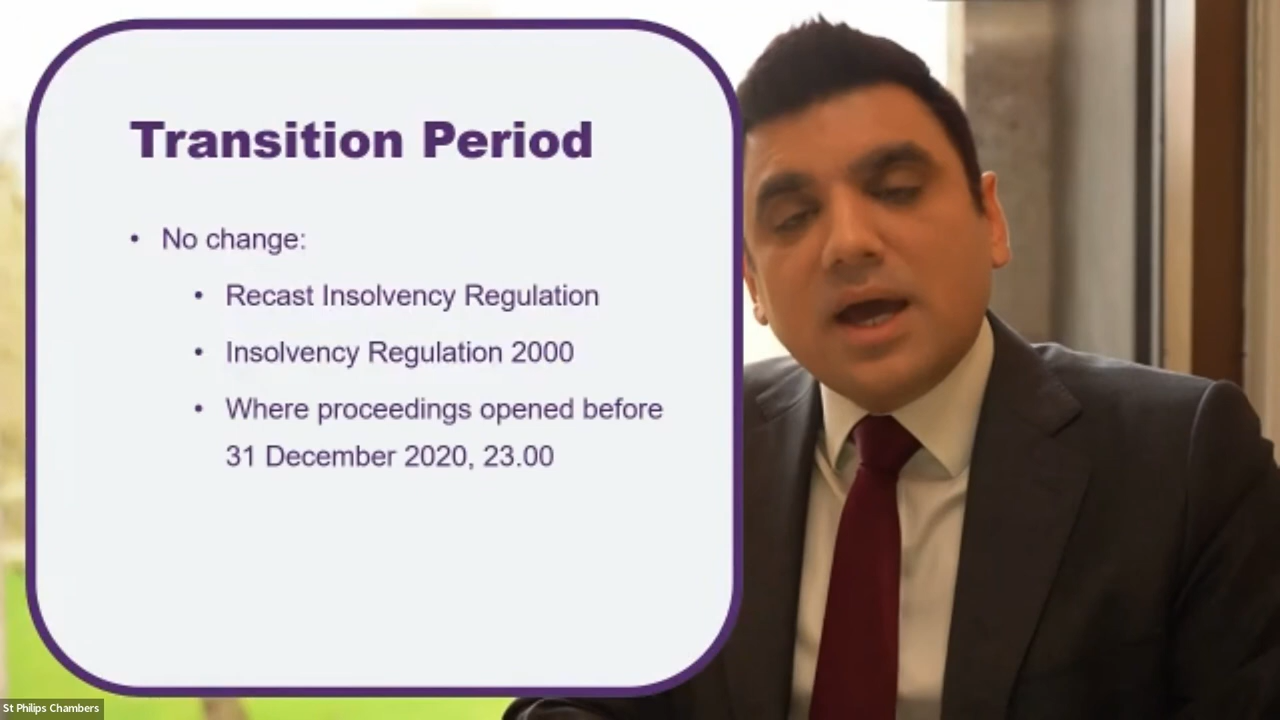 Transition Period
• No change:
• Recast Insolvency Regulation
• Insolvency Regulation 2000
• Where proceedings opened before
31 December 2020, 23.00
St Philips Chambers